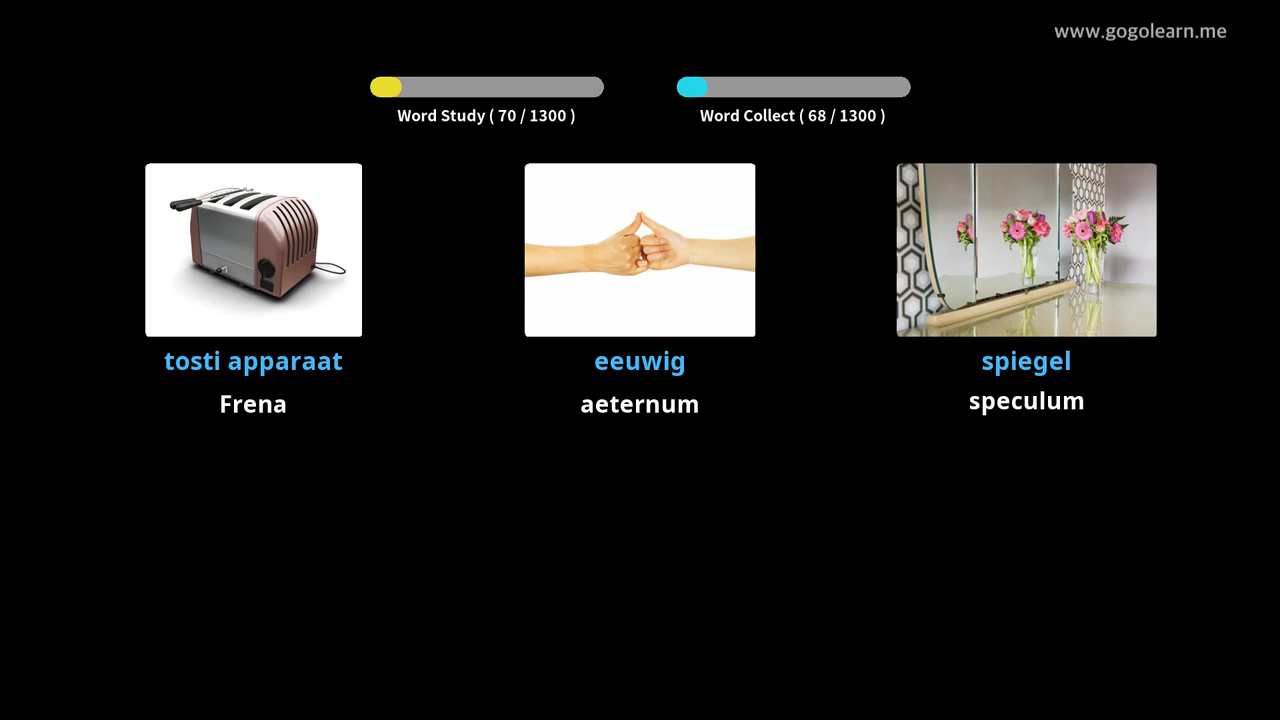 www.gogolearn.me
Word Study ( 70 / 1300 )
Word Collect ( 68 / 1300 )
tosti apparaat
Frena
eeuwig
aeternum
spiegel
speculum